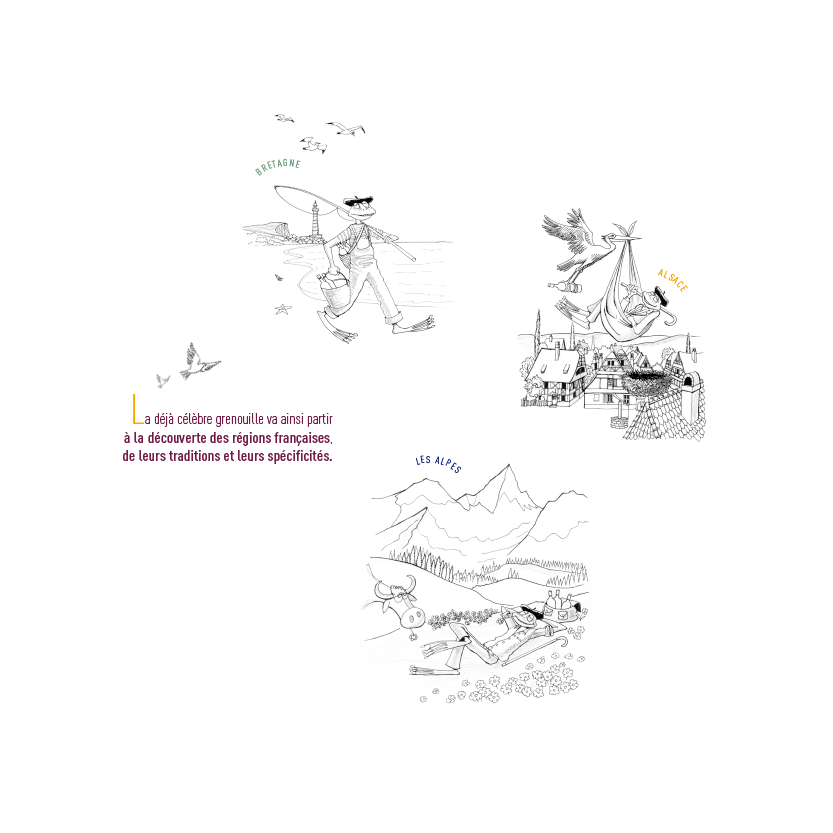 BRETAGNE
ALSACE
La déjà célèbre grenouille va ainsi partir
à la découverte des régions françaises,
de leurs traditions et leurs spécificités.
LES ALPES